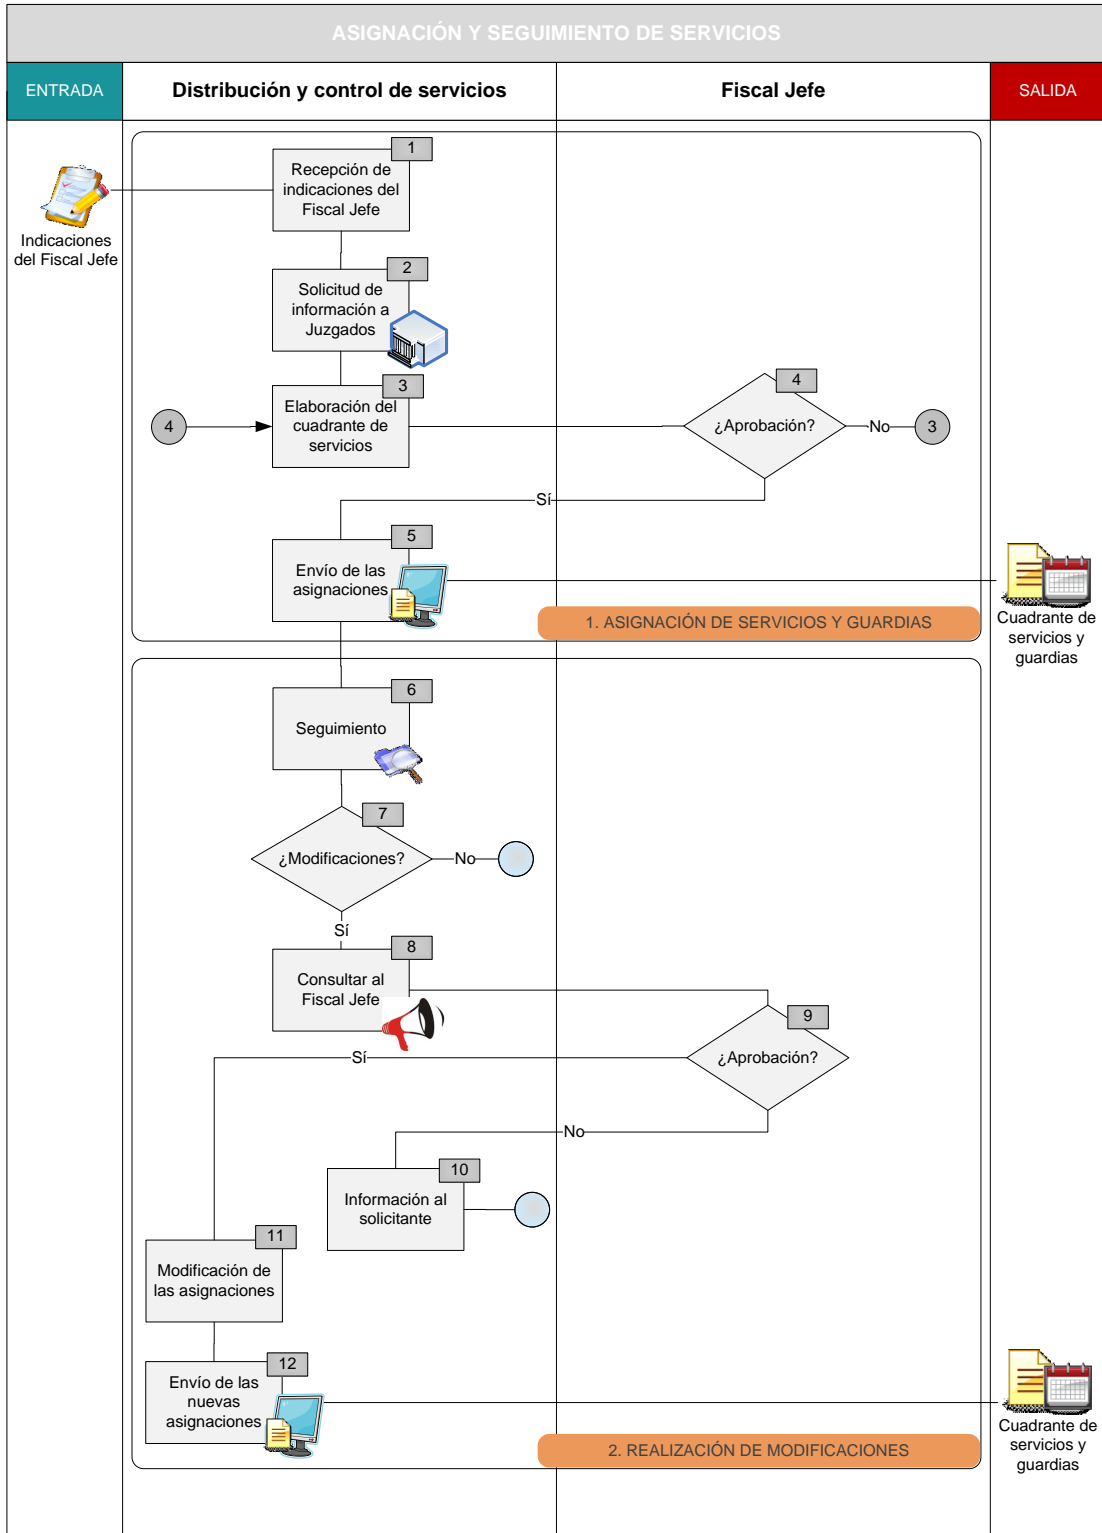 ASIGNACIÓN Y SEGUIMIENTO DE SERVICIOS
ENTRADA
Distribución y control de servicios
Fiscal Jefe
SALIDA
1
Recepción de
indicaciones del
Fiscal Jefe
Indicaciones
del Fiscal Jefe
2
Solicitud de
información a
Juzgados
3
Elaboración del
cuadrante de
servicios
4
4
¿Aprobación?
No
3
Sí
5
Envío de las
asignaciones
Cuadrante de
servicios y
guardias
1. ASIGNACIÓN DE SERVICIOS Y GUARDIAS
6
Seguimiento
7
¿Modificaciones?
No
Sí
8
Consultar al
Fiscal Jefe
9
¿Aprobación?
Sí
No
10
Información al
solicitante
11
Modificación de
las asignaciones
12
Envío de las
nuevas
asignaciones
Cuadrante de
servicios y
guardias
2. REALIZACIÓN DE MODIFICACIONES